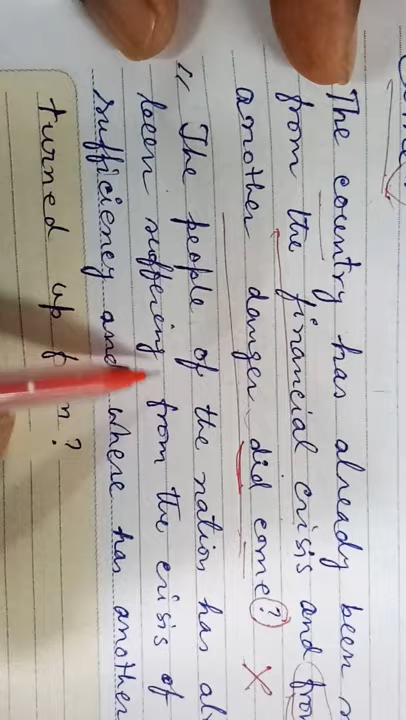 The country has already been
from the financial crisis and from
another danger did come?
" The people of the nation has
been suffering from the crisis of
sufficiency and where has another
turned up